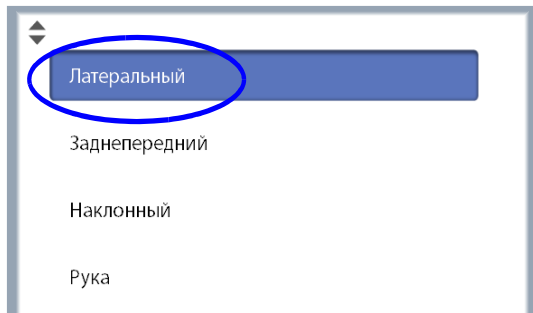 Латеральный
Заднепередний
Наклонный
Рука